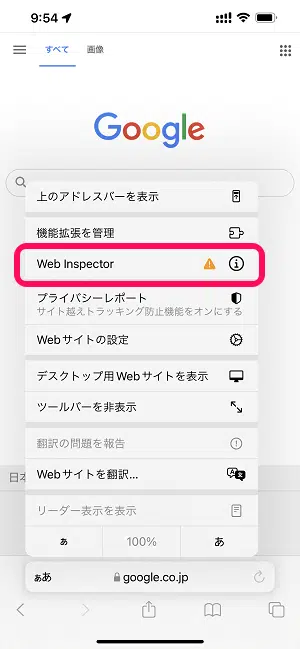 9:54
すべて 画像
Google
上のアドレスバーを表示
機能拡張を管理
Web Inspector
プライバシーレポート
サイト越えトラッキング防止機能をオンにする
Webサイトの設定
デスクトップ用Webサイトを表示
ツールバーを非表示
翻訳の問題を報告
Webサイトを翻訳...
日本
リーダー表示を表示
ぁ 100% あ
ぁあ google.co.jp